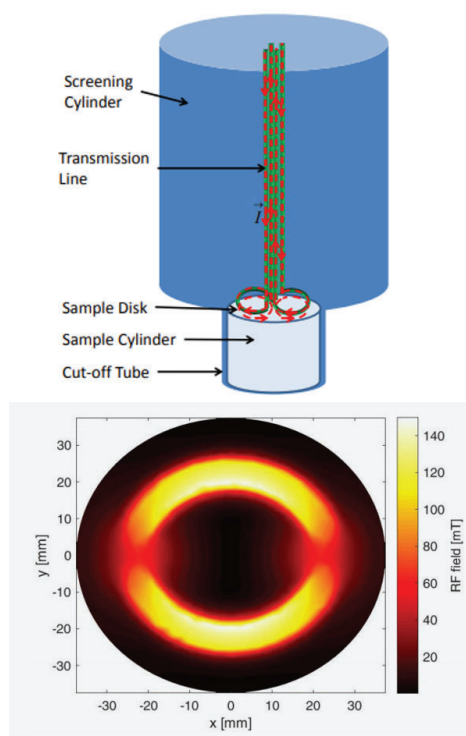 Screening
Cylinder
Transmission
Line
I
Sample Disk
Sample Cylinder
Cut-off Tube
30
20
10
0
-10
-20
-30
y [mm]
-30 -20 -10 0 10 20 30
x [mm]
140
120
100
80
60
40
20
RF field [mT]